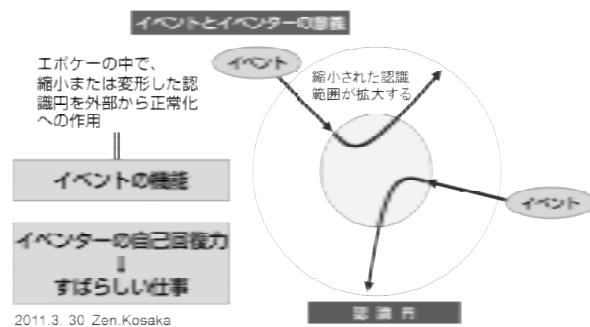 イベントとイベンターの意義
エポケーの中で、
縮小または変形した認
識円を外部から正常化
への作用
イベント
縮小された認識
範囲が拡大する
イベントの機能
イベント
イベンターの自己回復力
⇓
すばらしい仕事
認 識 円
2011.3. 30 Zen.Kosaka